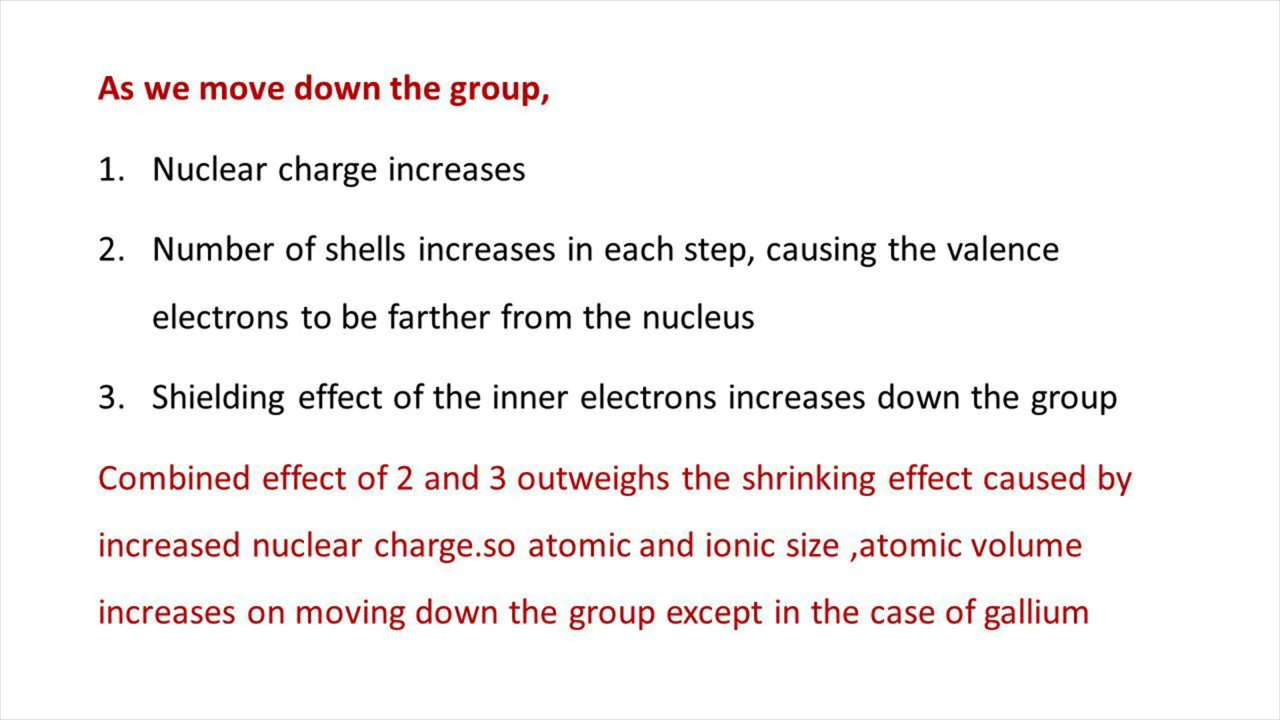 As we move down the group,
1. Nuclear charge increases
2. Number of shells increases in each step, causing the valence
electrons to be farther from the nucleus
3. Shielding effect of the inner electrons increases down the group
Combined effect of 2 and 3 outweighs the shrinking effect caused by
increased nuclear charge.so atomic and ionic size ,atomic volume
increases on moving down the group except in the case of gallium